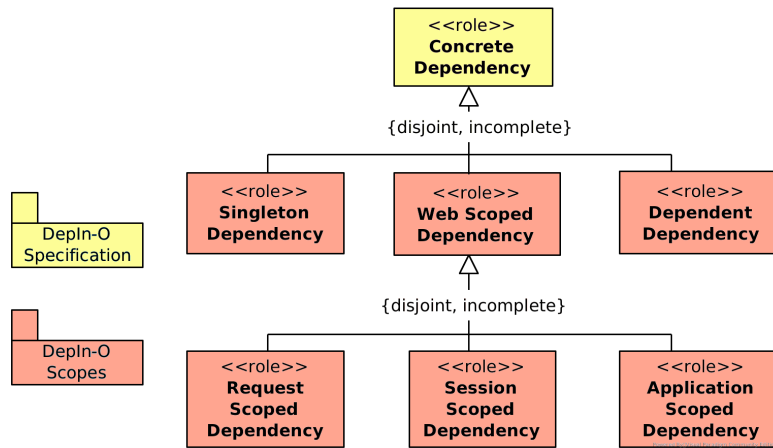 <<role>>
Concrete
Dependency
{disjoint, incomplete}
<<role>>
Singleton
Dependency
<<role>>
Web Scoped
Dependency
<<role>>
Dependent
Dependency
DepIn-O
Specification
{disjoint, incomplete}
DepIn-O
Scopes
<<role>>
Request
Scoped
Dependency
<<role>>
Session
Scoped
Dependency
<<role>>
Application
Scoped
Dependency